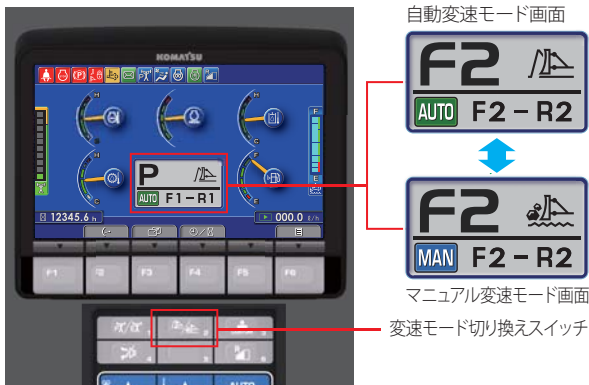 自動変速モード画面
F2
AUTO F2-R2
F2
MAN F2-R2
マニュアル変速モード画面
変速モード切り換えスイッチ
KOMATSU
P
AUTO F1-R1
12345.6 h
000.0 ℓ/h
F1 F2 F3 F4 F5 F6
AUTO